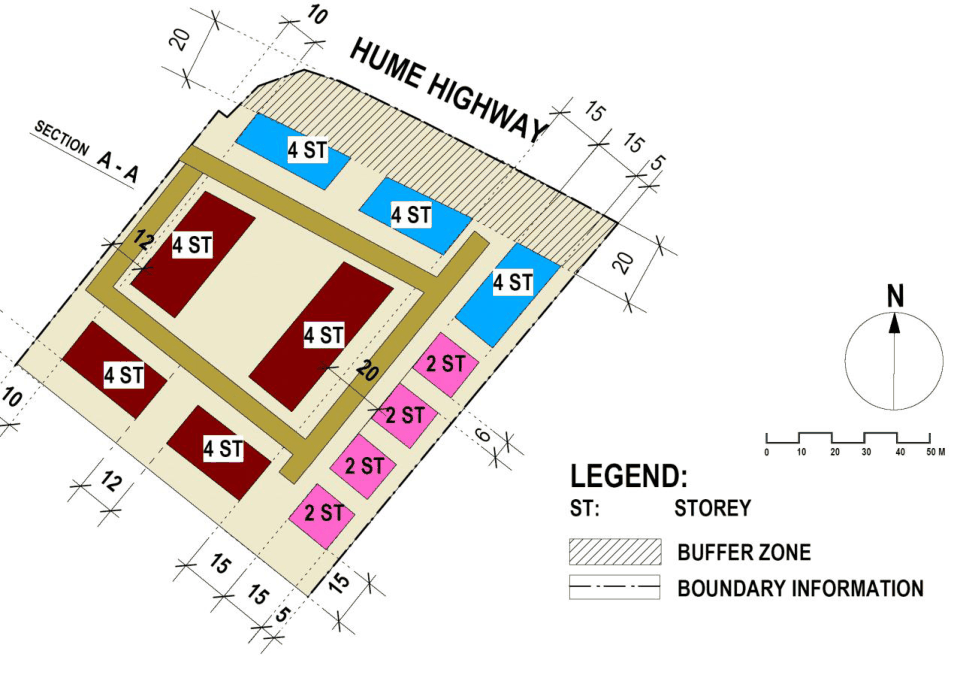 10
20
HUME HIGHWAY
15
15
5
SECTION A - A
4 ST
4 ST
12
4 ST
4 ST
20
4 ST
2 ST
20
4 ST
2 ST
10
4 ST
2 ST
6
12
2 ST
15
15
5
15
N
0 10 20 30 40 50 M
LEGEND:
ST: STOREY
BUFFER ZONE
BOUNDARY INFORMATION